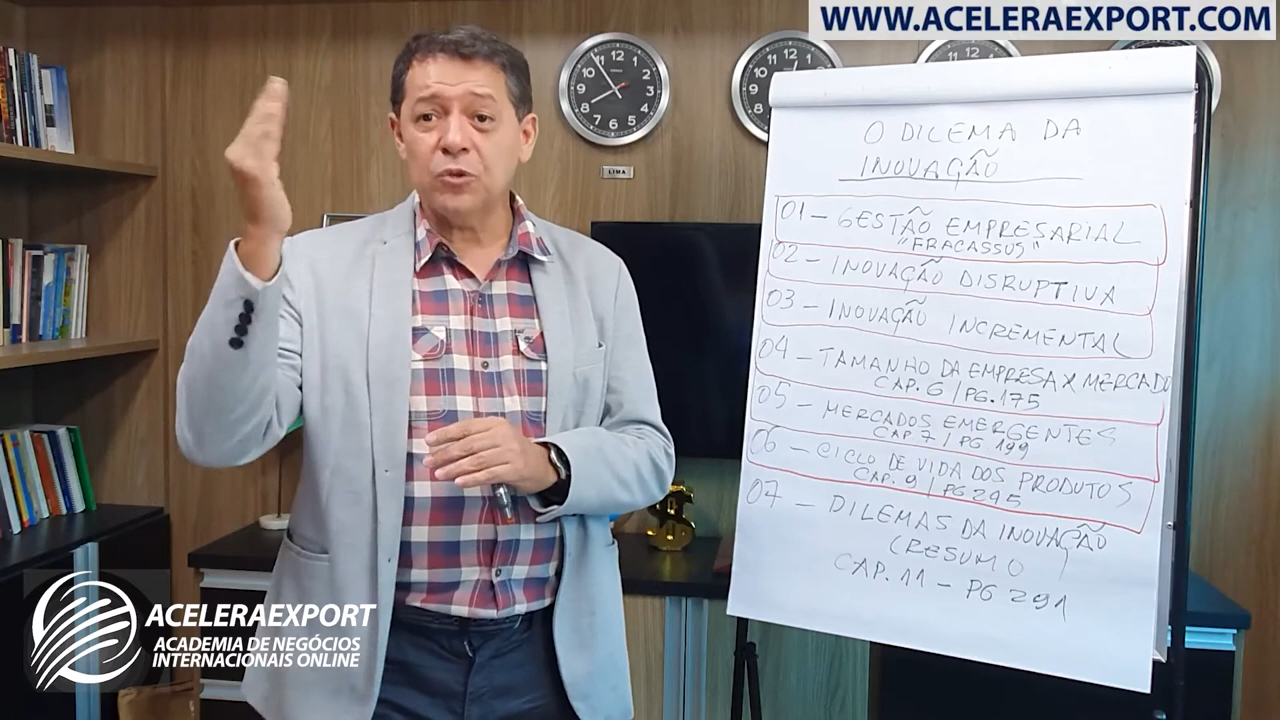 WWW.ACELERAEXPORT.COM
LIMA
O DILEMA DA
INOVAÇÃO
01 - GESTÃO EMPRESARIAL
"FRACASSOS"
02 - INOVAÇÃO DISRUPTIVA
03 - INOVAÇÃO INCREMENTAL
04 - TAMANHO DA EMPRESA X MERCADO
CAP. 6 / PG. 175
05 - MERCADOS EMERGENTES
CAP 7 / PG 199
06 - CICLO DE VIDA DOS PRODUTOS
CAP. 9 / PG 245
07 - DILEMAS DA INOVAÇÃO
(RESUMO
CAP. 11 - PG 291
ACELERAEXPORT
ACADEMIA DE NEGÓCIOS
INTERNACIONAIS ONLINE